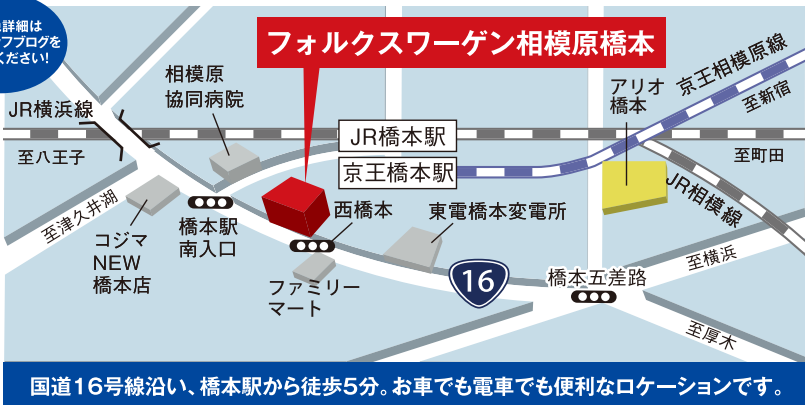 詳細は
フブログを
ください!
フォルクスワーゲン相模原橋本
相模原
協同病院
アリオ
橋本
京王相模原線
至新宿
JR横浜線
至八王子
JR橋本駅
京王橋本駅
至町田
JR相模線
至津久井湖
コジマ
NEW
橋本店
橋本駅
南入口
西橋本
東電橋本変電所
ファミリー
マート
16
橋本五差路
至横浜
至厚木
国道16号線沿い、橋本駅から徒歩5分。お車でも電車でも便利なロケーションです。